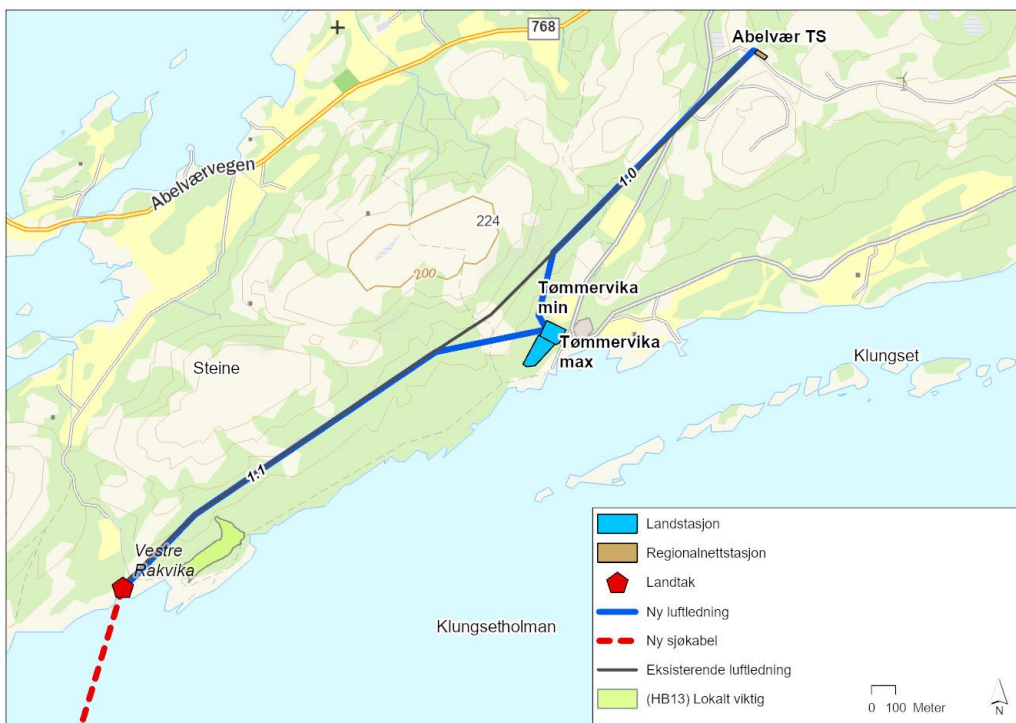 768
Abelvær TS
Abelværvegen
1.0
224
200
Tømmervika
min
Tømmervika
max
Klungset
Steine
1.1
Vestre
Rakvika
Klungsetholman
Landstasjon
Regionalnettstasjon
Landtak
Ny luftledning
Ny sjøkabel
Eksisterende luftledning
(HB13) Lokalt viktig
0 100 Meter
N